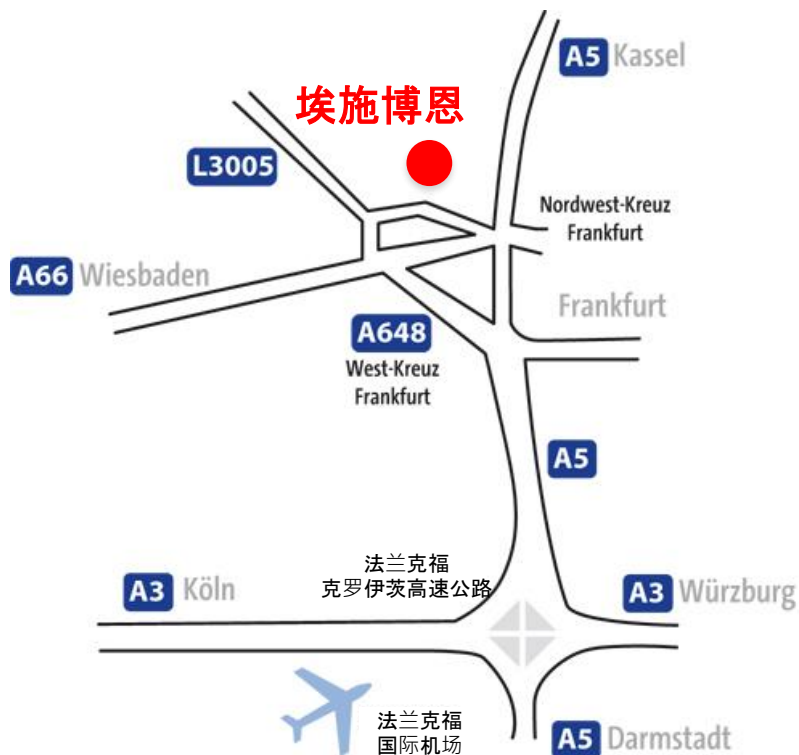 A5 Kassel
埃施博恩
L3005
Nordwest-Kreuz
Frankfurt
A66 Wiesbaden
Frankfurt
A648
West-Kreuz
Frankfurt
A5
法兰克福
克罗伊茨高速公路
A3 Köln
A3 Würzburg
法兰克福
国际机场
A5 Darmstadt